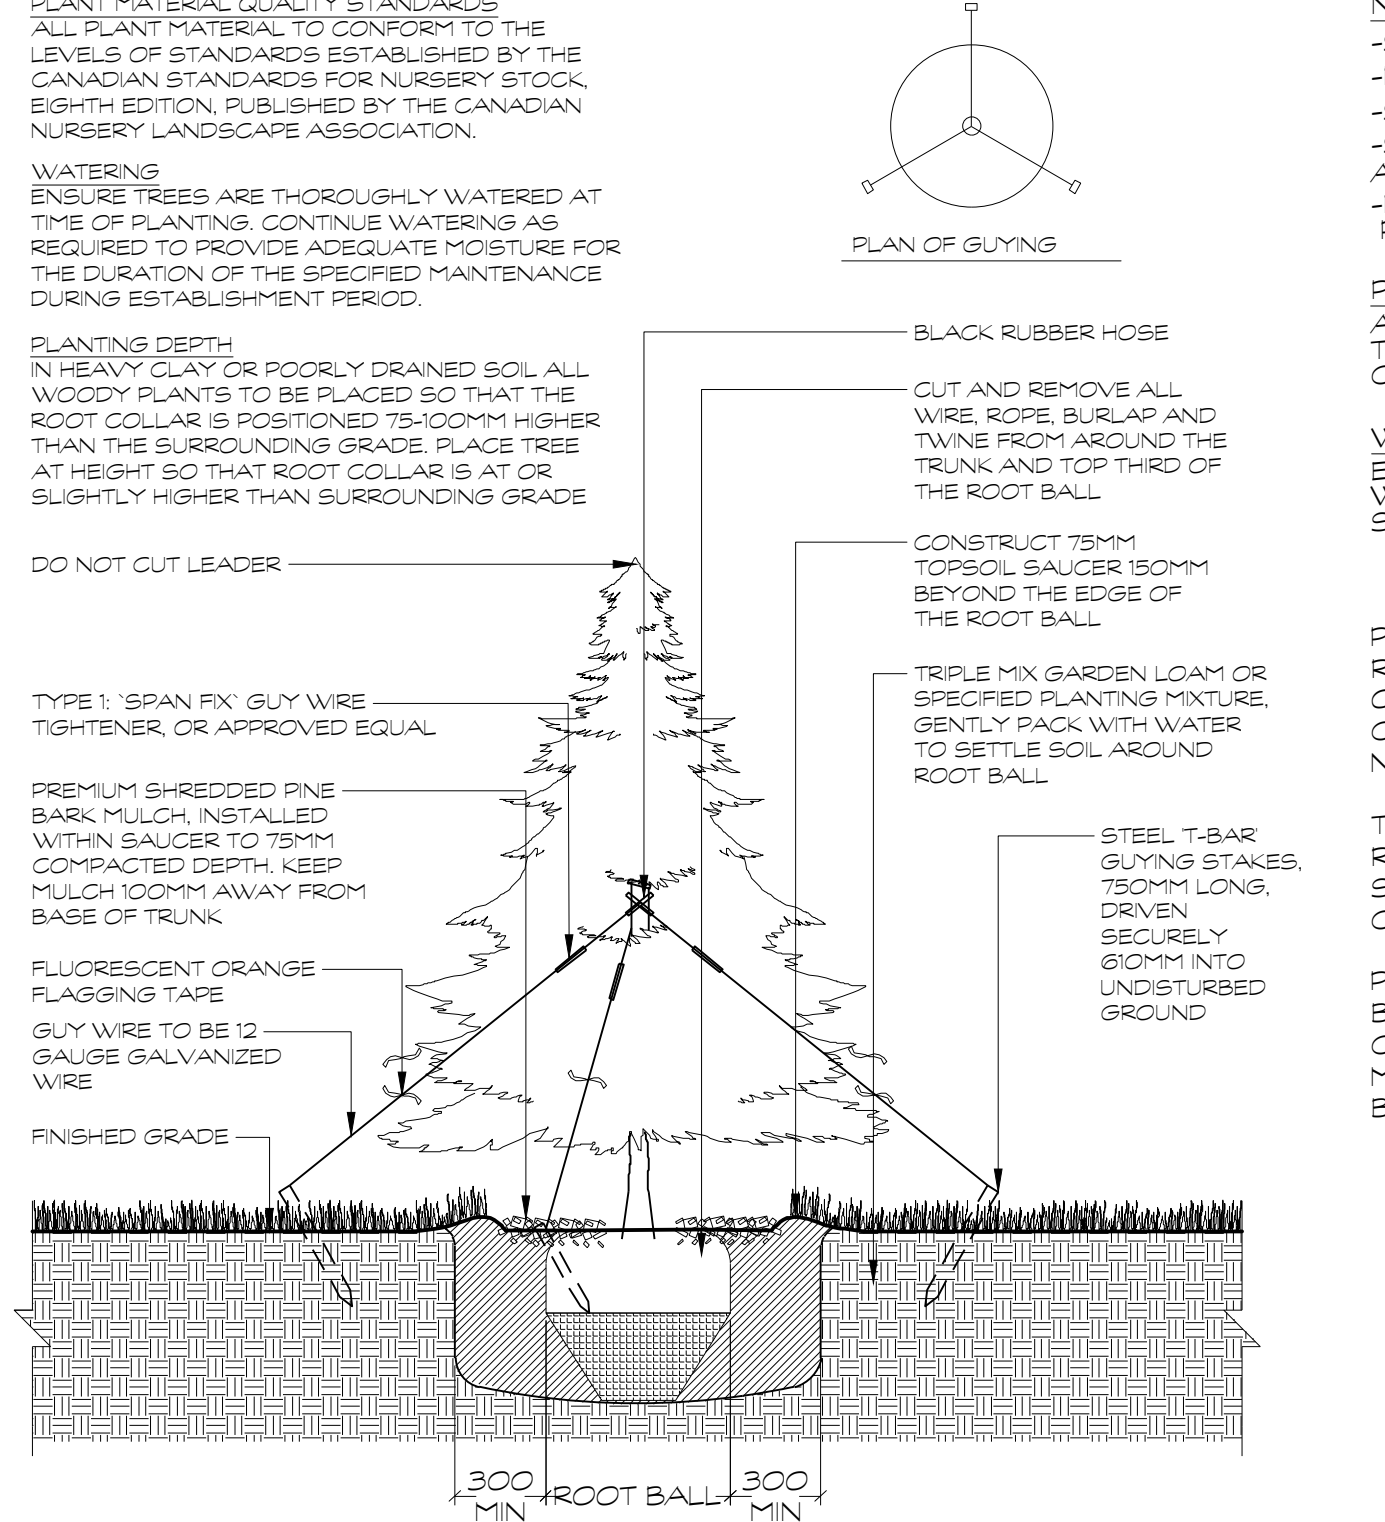 PLANT MATERIAL QUALITY STANDARDS
ALL PLANT MATERIAL TO CONFORM TO THE
LEVELS OF STANDARDS ESTABLISHED BY THE
CANADIAN STANDARDS FOR NURSERY STOCK,
EIGHTH EDITION, PUBLISHED BY THE CANADIAN
NURSERY LANDSCAPE ASSOCIATION.
WATERING
ENSURE TREES ARE THOROUGHLY WATERED AT
TIME OF PLANTING. CONTINUE WATERING AS
REQUIRED TO PROVIDE ADEQUATE MOISTURE FOR
THE DURATION OF THE SPECIFIED MAINTENANCE
DURING ESTABLISHMENT PERIOD.
PLANTING DEPTH
IN HEAVY CLAY OR POORLY DRAINED SOIL ALL
WOODY PLANTS TO BE PLACED SO THAT THE
ROOT COLLAR IS POSITIONED 75-100MM HIGHER
THAN THE SURROUNDING GRADE. PLACE TREE
AT HEIGHT SO THAT ROOT COLLAR IS AT OR
SLIGHTLY HIGHER THAN SURROUNDING GRADE
DO NOT CUT LEADER
TYPE 1: `SPAN FIX` GUY WIRE
TIGHTENER, OR APPROVED EQUAL
PREMIUM SHREDDED PINE
BARK MULCH, INSTALLED
WITHIN SAUCER TO 75MM
COMPACTED DEPTH. KEEP
MULCH 100MM AWAY FROM
BASE OF TRUNK
FLUORESCENT ORANGE
FLAGGING TAPE
GUY WIRE TO BE 12
GAUGE GALVANIZED
WIRE
FINISHED GRADE
PLAN OF GUYING
BLACK RUBBER HOSE
CUT AND REMOVE ALL
WIRE, ROPE, BURLAP AND
TWINE FROM AROUND THE
TRUNK AND TOP THIRD OF
THE ROOT BALL
CONSTRUCT 75MM
TOPSOIL SAUCER 150MM
BEYOND THE EDGE OF
THE ROOT BALL
TRIPLE MIX GARDEN LOAM OR
SPECIFIED PLANTING MIXTURE,
GENTLY PACK WITH WATER
TO SETTLE SOIL AROUND
ROOT BALL
STEEL 'T-BAR'
GUYING STAKES,
750MM LONG,
DRIVEN
SECURELY
610MM INTO
UNDISTURBED
GROUND
300
MIN
ROOT BALL
300
MIN